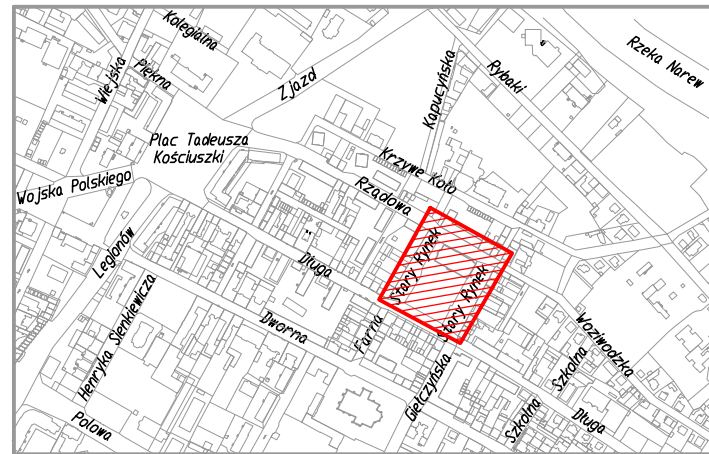 Kolegialna
Wiejska
Piękna
Zjazd
Kapucyńska
Rybaki
Rzeka Narew
Plac Tadeusza
Kościuszki
Krzywe Koło
Wojska Polskiego
Rządowa
Legionów
Długa
Stary Rynek
Stary Rynek
Henryka Sienkiewicza
Dworna
Farna
Giełczyńska
Woziwodzka
Szkolna
Szkolna
Długa
Polowa